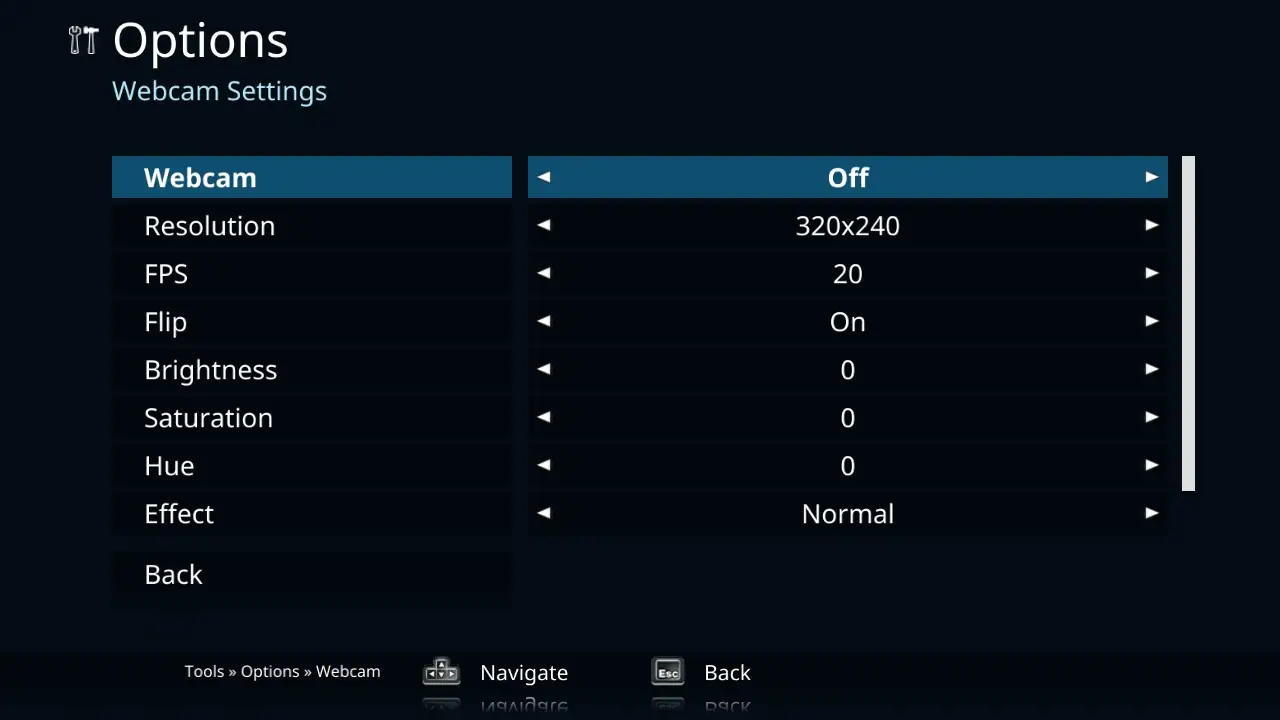 Options
Webcam Settings
Webcam Off
Resolution 320x240
FPS 20
Flip On
Brightness 0
Saturation 0
Hue 0
Effect Normal
Back
Tools » Options » Webcam Navigate Esc Back